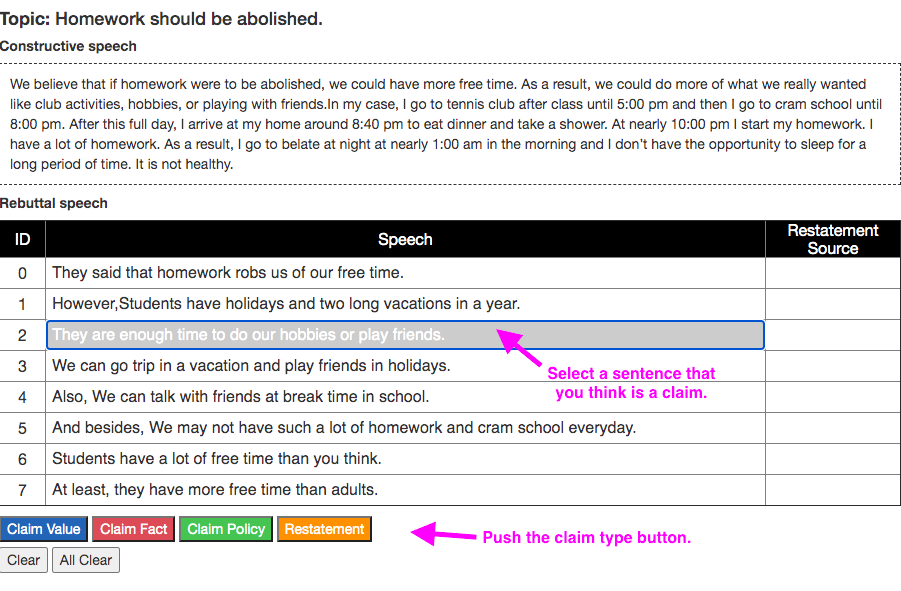 Topic: Homework should be abolished.
Constructive speech
We believe that if homework were to be abolished, we could have more free time. As a result, we could do more of what we really wanted
like club activities, hobbies, or playing with friends.In my case, I go to tennis club after class until 5:00 pm and then I go to cram school until
8:00 pm. After this full day, I arrive at my home around 8:40 pm to eat dinner and take a shower. At nearly 10:00 pm I start my homework. I
have a lot of homework. As a result, I go to belate at night at nearly 1:00 am in the morning and I don't have the opportunity to sleep for a
long period of time. It is not healthy.
Rebuttal speech
ID Speech Restatement
Source
0 They said that homework robs us of our free time.
1 However,Students have holidays and two long vacations in a year.
2 They are enough time to do our hobbies or play friends.
3 We can go trip in a vacation and play friends in holidays.
Select a sentence that
you think is a claim.
4 Also, We can talk with friends at break time in school.
5 And besides, We may not have such a lot of homework and cram school everyday.
6 Students have a lot of free time than you think.
7 At least, they have more free time than adults.
Claim Value Claim Fact Claim Policy Restatement
Push the claim type button.
Clear All Clear